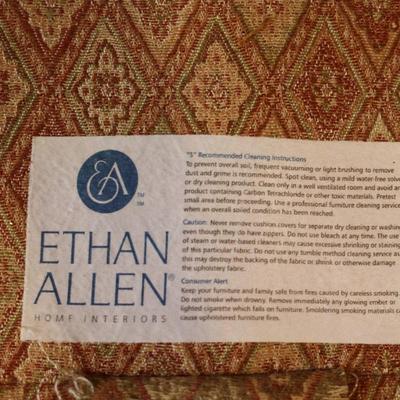 EA
TM
TM
ETHAN
ALLEN®
HOME INTERIORS
"S" Recommended Cleaning Instructions
To prevent overall soil, frequent vacuuming or light brushing to remove
dust and grime is recommended. Spot clean, using a mild water-free solv
or dry cleaning product. Clean only in a well ventilated room and avoid an
product containing Carbon Tetrachloride or other toxic materials. Pretest
small area before proceeding. Use a professional furniture cleaning service
when an overall soiled condition has been reached.
Caution: Never remove cushion covers for separate dry cleaning or washin
even though they do have zippers. Do not use bleach at any time. The use
of steam or water-based cleaners may cause excessive shrinking or staining
of this particular fabric. Do not use any tumble method cleaning service as
this may destroy the backing of the fabric or shrink or otherwise damage
the upholstery fabric.
Consumer Alert
Keep your furniture and family safe from fires caused by careless smoking.
Do not smoke when drowsy. Remove immediately any glowing ember or
lighted cigarette which falls on furniture. Smoldering smoking materials ca
cause upholstered furniture fires.